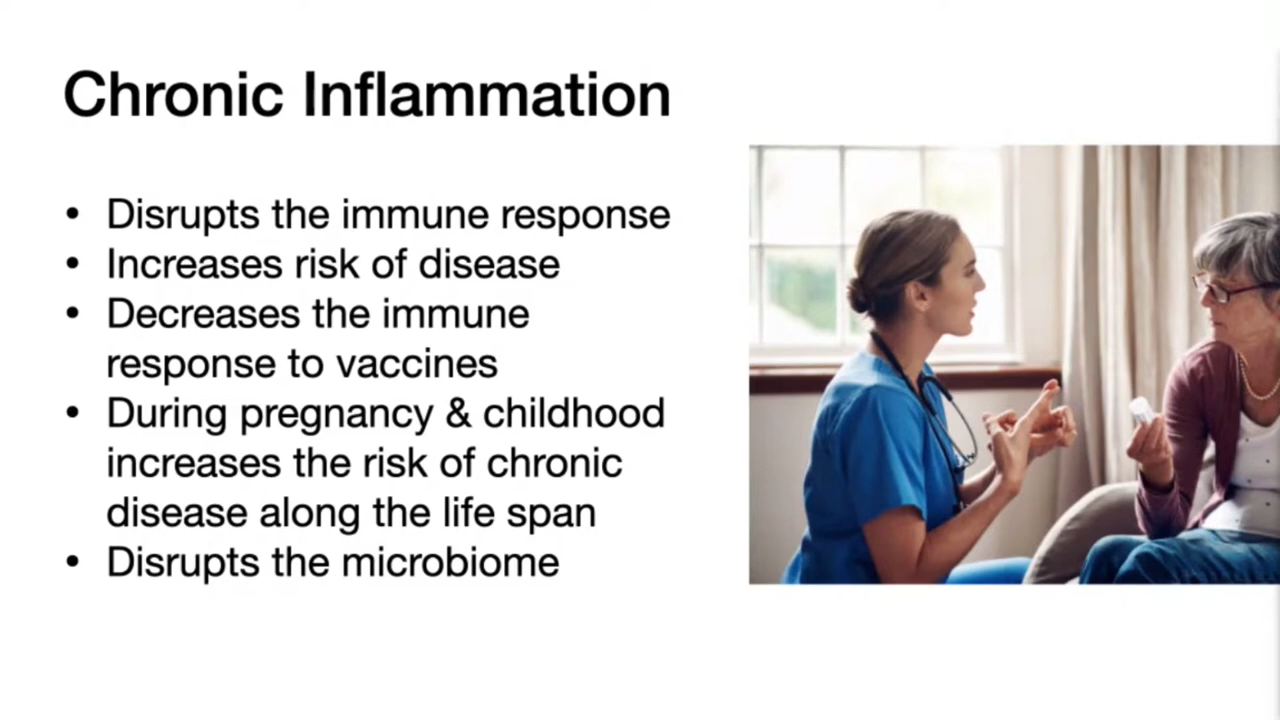 Chronic Inflammation
• Disrupts the immune response
• Increases risk of disease
• Decreases the immune
response to vaccines
• During pregnancy & childhood
increases the risk of chronic
disease along the life span
• Disrupts the microbiome